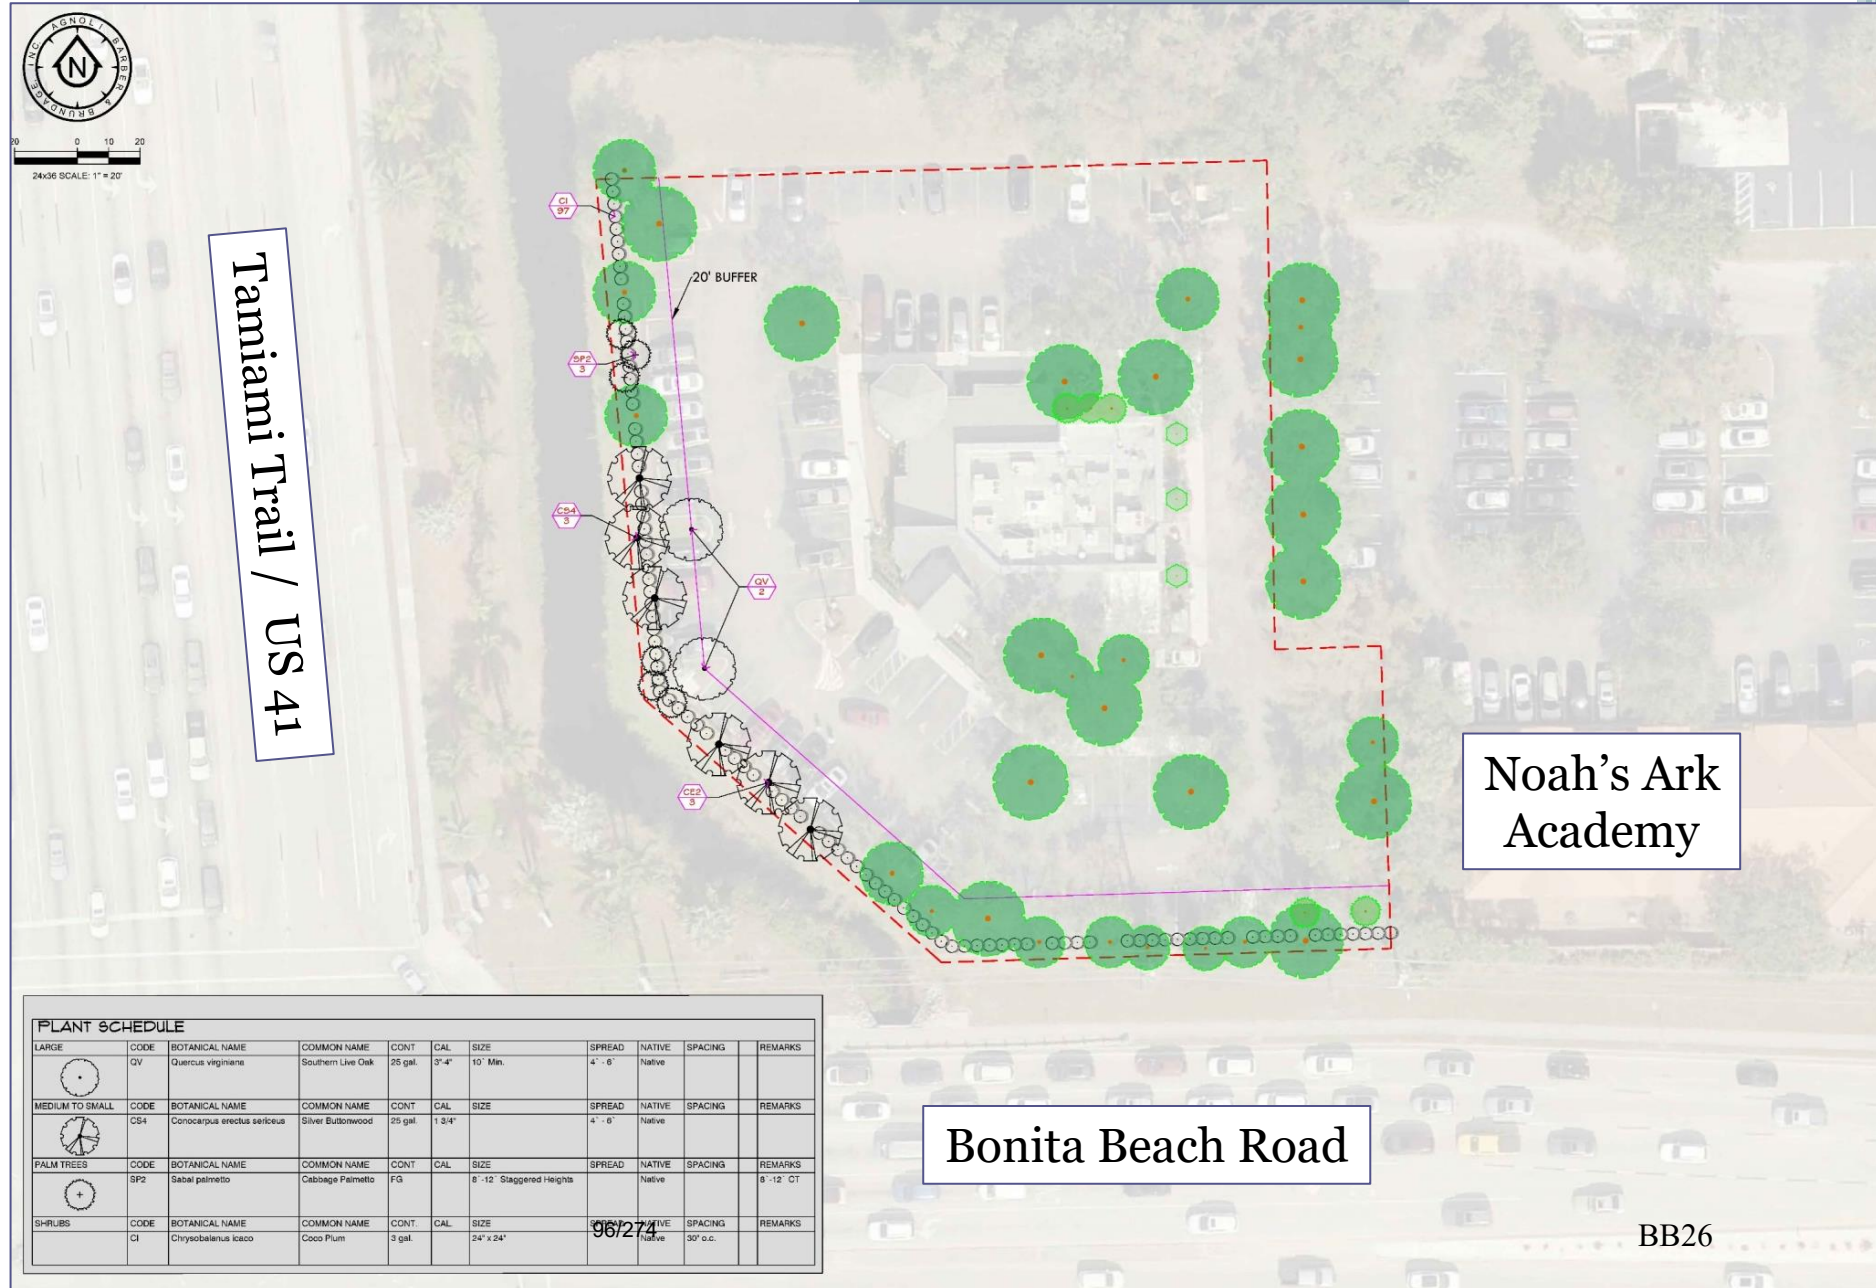 AGNOLI BARBER & BRUNDAGE, INC.
N
20 0 10 20
24x36 SCALE: 1" = 20'
CI
97
20' BUFFER
SP2
3
CS4
3
QV
2
CE2
3
Tamiami Trail / US 41
Noah's Ark
Academy
Bonita Beach Road
PLANT SCHEDULE
LARGE CODE BOTANICAL NAME COMMON NAME CONT CAL SIZE SPREAD NATIVE SPACING REMARKS
QV Quercus virginiana Southern Live Oak 25 gal. 3"-4" 10` Min. 4` - 6` Native
MEDIUM TO SMALL CODE BOTANICAL NAME COMMON NAME CONT CAL SIZE SPREAD NATIVE SPACING REMARKS
CS4 Conocarpus erectus sericeus Silver Buttonwood 25 gal. 1 3/4" 4` - 6` Native
PALM TREES CODE BOTANICAL NAME COMMON NAME CONT CAL SIZE SPREAD NATIVE SPACING REMARKS
SP2 Sabal palmetto Cabbage Palmetto FG 8`-12` Staggered Heights Native 8`-12` CT
SHRUBS CODE BOTANICAL NAME COMMON NAME CONT. CAL. SIZE SPREAD NATIVE SPACING REMARKS
CI Chrysobalanus icaco Coco Plum 3 gal. 24" x 24" Native 30" o.c.
96/274
BB26